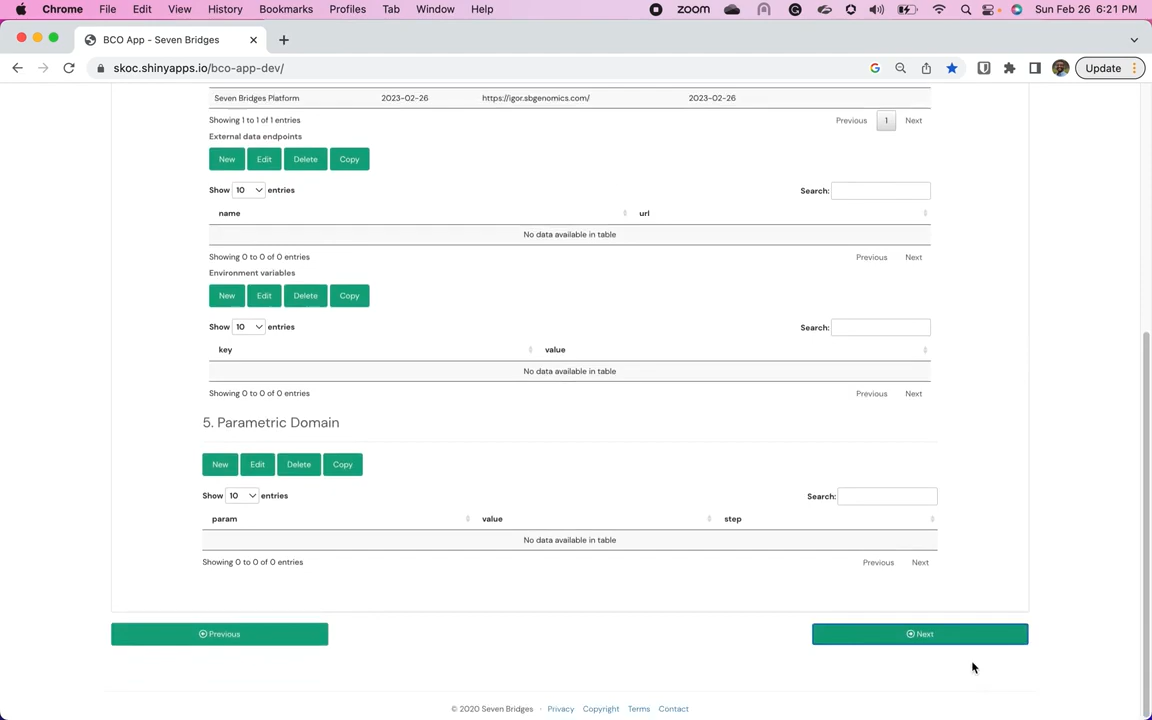 Chrome File Edit View History Bookmarks Profiles Tab Window Help zoom Sun Feb 26 6:21 PM
BCO App - Seven Bridges
skoc.shinyapps.io/bco-app-dev/ Update
Seven Bridges Platform 2023-02-26 https://igor.sbgenomics.com/ 2023-02-26
Showing 1 to 1 of 1 entries Previous 1 Next
External data endpoints
New Edit Delete Copy
Show 10 entries Search:
name url
No data available in table
Showing 0 to 0 of 0 entries Previous Next
Environment variables
New Edit Delete Copy
Show 10 entries Search:
key value
No data available in table
Showing 0 to 0 of 0 entries Previous Next
5. Parametric Domain
New Edit Delete Copy
Show 10 entries Search:
param value step
No data available in table
Showing 0 to 0 of 0 entries Previous Next
Previous Next
© 2020 Seven Bridges · Privacy Copyright Terms Contact